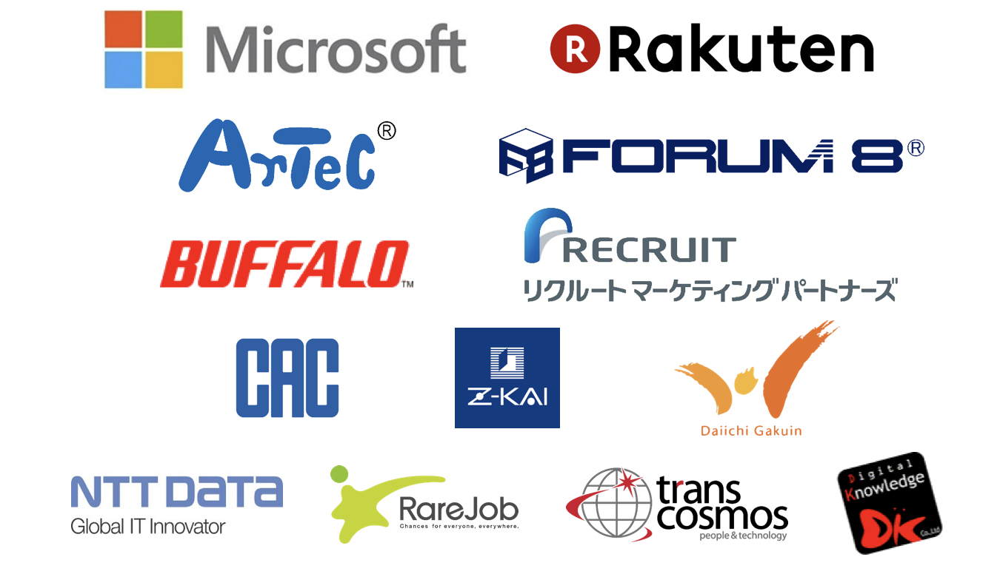 Microsoft
R Rakuten
ArTec®
F8 FORUM 8®
RECRUIT
BUFFALO™
リクルート マーケティング パートナーズ
CAC
Z-KAI
Daiichi Gakuin
NTT DATA
Global IT Innovator
RareJob
Chances for everyone, everywhere.
trans
cosmos
people & technology
Digital
Knowledge
DK
Co.,Ltd